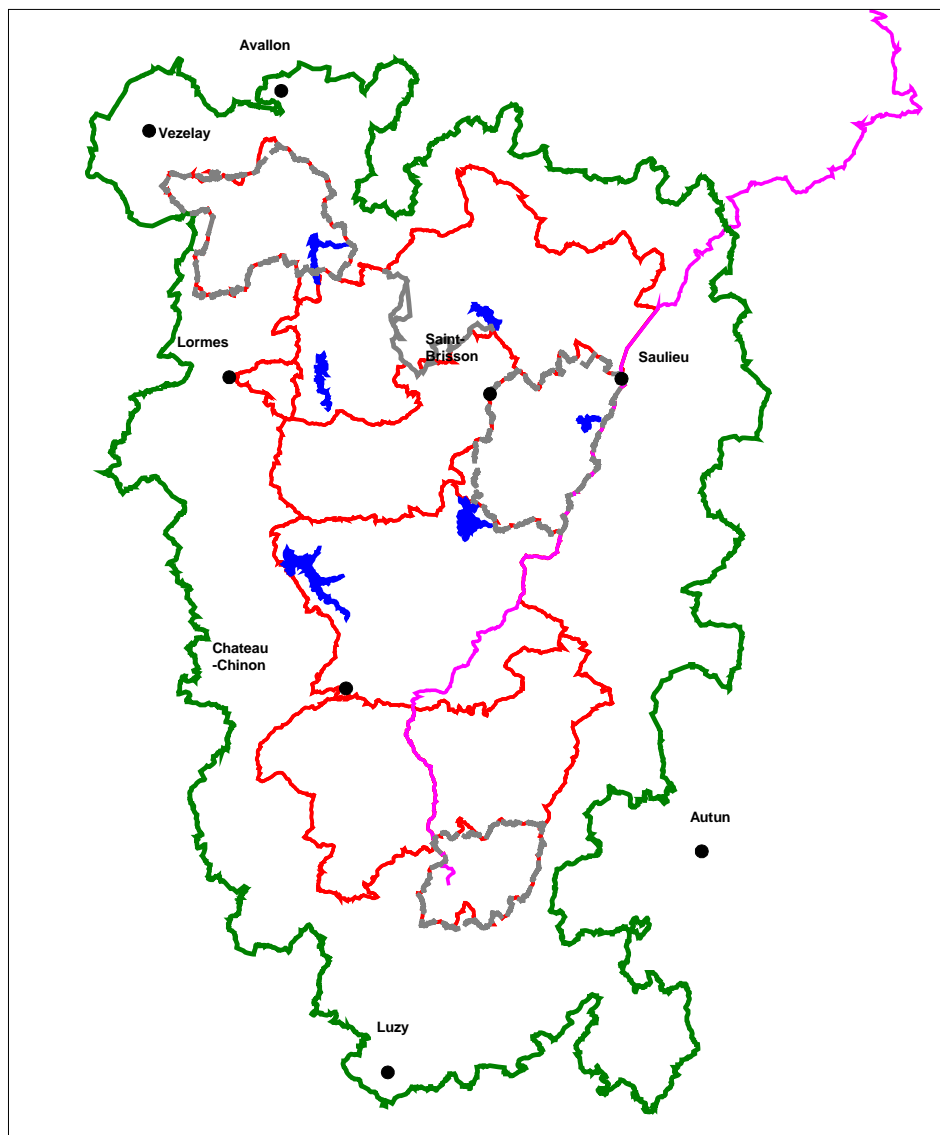 Avallon
Vezelay
Lormes
Saint-
Brisson
Saulieu
Chateau
-Chinon
Autun
Luzy